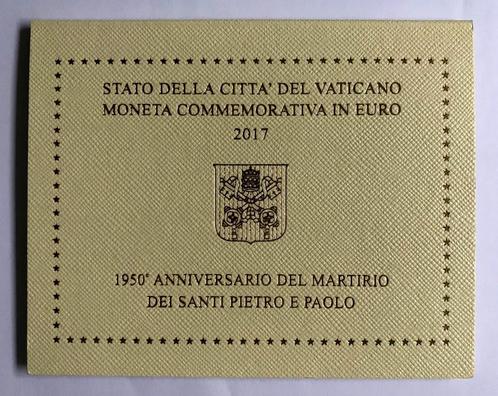 STATO DELLA CITTA' DEL VATICANO
MONETA COMMEMORATIVA IN EURO
2017
1950° ANNIVERSARIO DEL MARTIRIO
DEI SANTI PIETRO E PAOLO